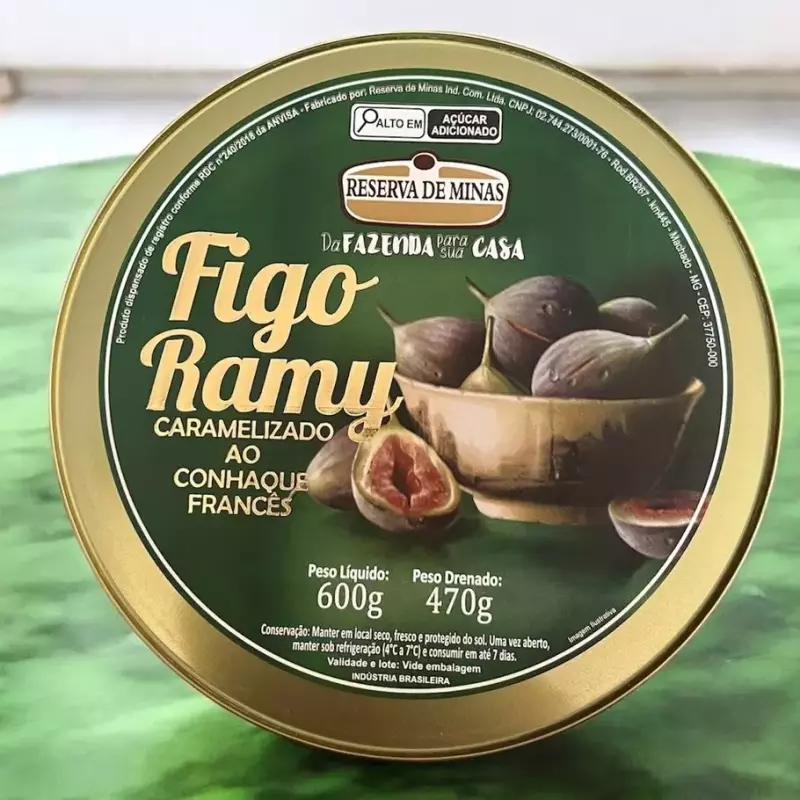 Produto dispensado de registro conforme RDC nº240/2018 da ANVISA - Fabricado por: Reserva de Minas Ind. Com. Ltda. CNPJ: 02.744.273/0001-76 - Rod.BR267 - km445 - Machado - MG - CEP: 37750-000
ALTO EM AÇÚCAR
ADICIONADO
RESERVA DE MINAS
Da FAZENDA para sua CASA
Figo
Ramy
CARAMELIZADO
AO
CONHAQUE
FRANCÊS
Peso Líquido: Peso Drenado:
600g 470g
Conservação: Manter em local seco, fresco e protegido do sol. Uma vez aberto,
manter sob refrigeração (4°C a 7°C) e consumir em até 7 dias.
Validade e lote: Vide embalagem
INDÚSTRIA BRASILEIRA
Imagem ilustrativa